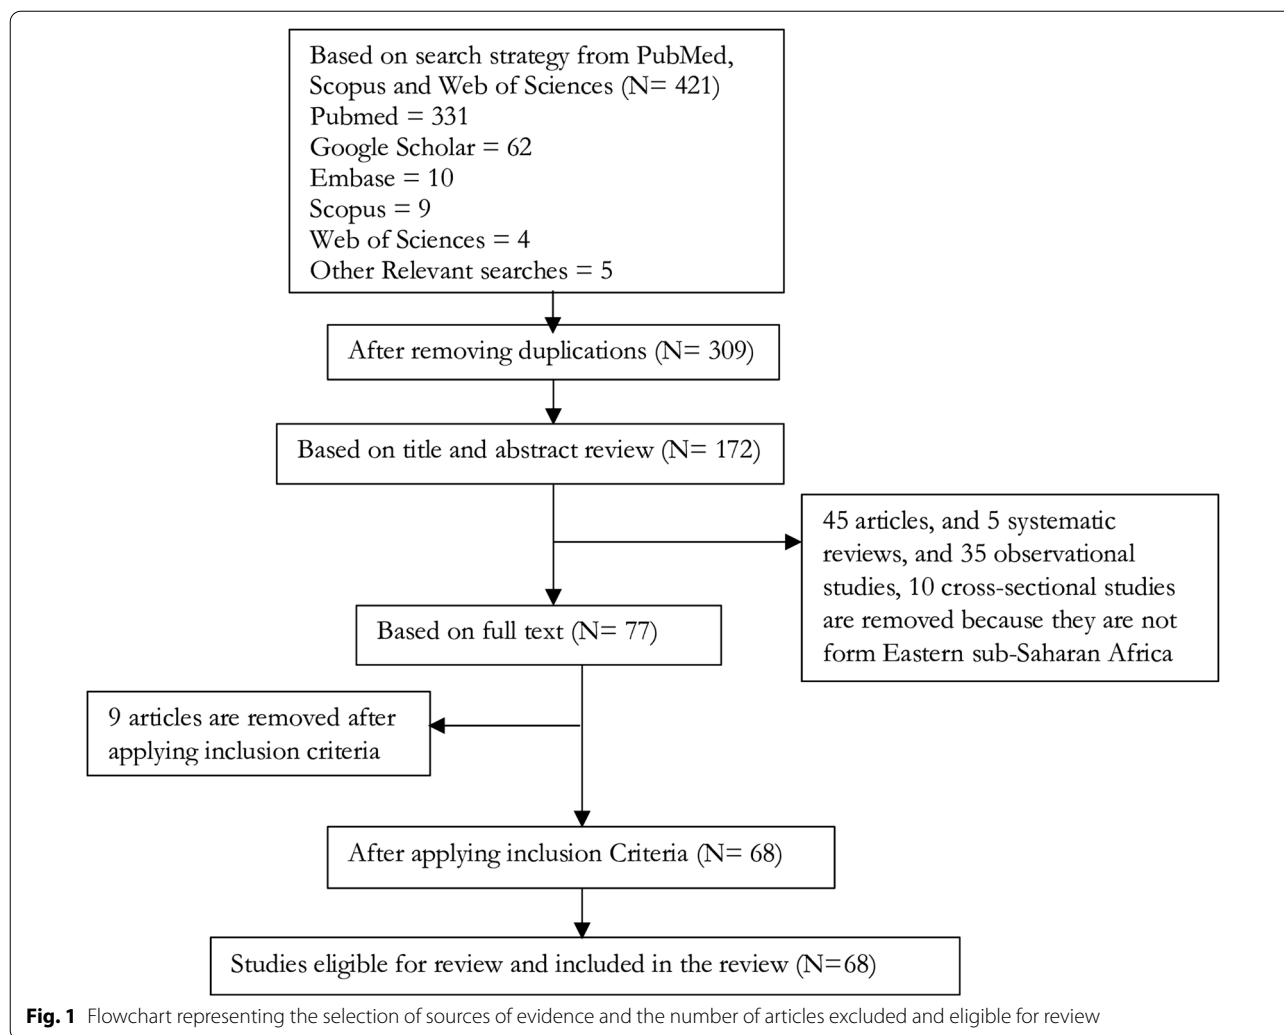 Based on search strategy from PubMed,
Scopus and Web of Sciences (N= 421)
Pubmed = 331
Google Scholar = 62
Embase = 10
Scopus = 9
Web of Sciences = 4
Other Relevant searches = 5
After removing duplications (N= 309)
Based on title and abstract review (N= 172)
45 articles, and 5 systematic
reviews, and 35 observational
studies, 10 cross-sectional studies
are removed because they are not
form Eastern sub-Saharan Africa
Based on full text (N= 77)
9 articles are removed after
applying inclusion criteria
After applying inclusion Criteria (N= 68)
Studies eligible for review and included in the review (N=68)
Fig. 1 Flowchart representing the selection of sources of evidence and the number of articles excluded and eligible for review